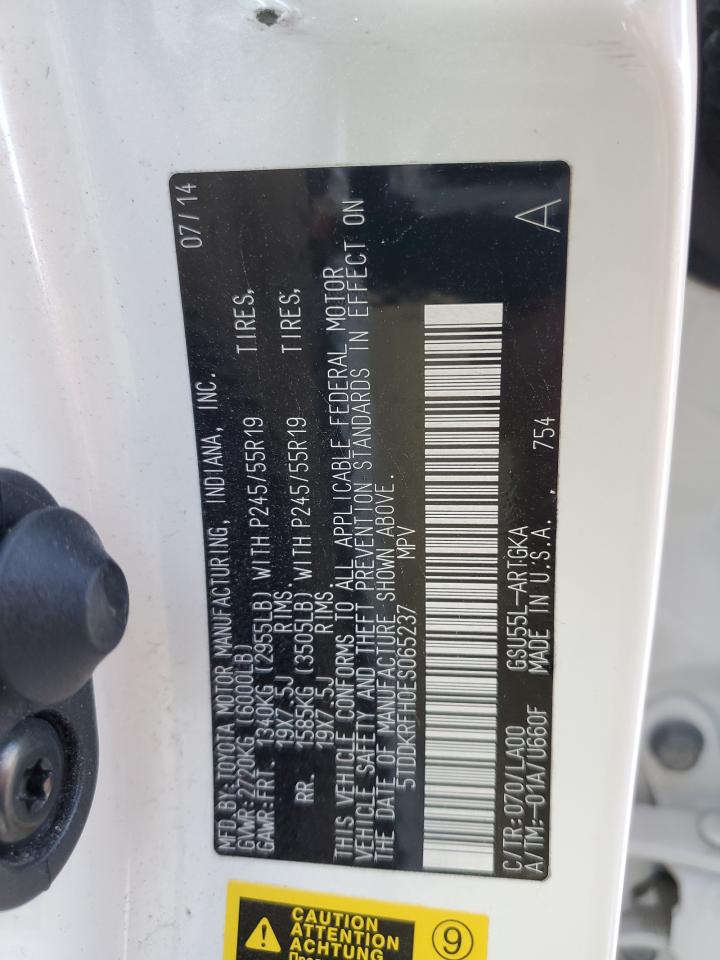 MFD.BY:TOYOTA MOTOR MANUFACTURING, INDIANA, INC. 07/14
GVWR:2720KG (6000LB)
GAWR:FRT. 1340KG (2955LB) WITH P245/55R19 TIRES,
19X7.5J RIMS.
RR. 1585KG (3505LB) WITH P245/55R19 TIRES,
19X7.5J RIMS.
THIS VEHICLE CONFORMS TO ALL APPLICABLE FEDERAL MOTOR
VEHICLE SAFETY AND THEFT PREVENTION STANDARDS IN EFFECT ON
THE DATE OF MANUFACTURE SHOWN ABOVE.
5TDDKRFH0ES065237 MPV
C/TR:070/LA00 GSU55L-ARTGKA A
A/TM:-01A/U660F MADE IN U.S.A. , 754
CAUTION
ATTENTION
ACHTUNG
9